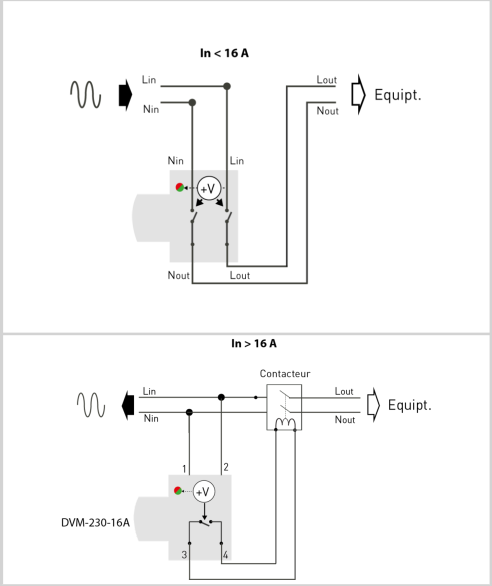 In < 16 A
Lin
Lout
Equipt.
Nin
Nout
Nin
Lin
+V
Nout
Lout
In > 16 A
Contacteur
Lin
Lout
Equipt.
Nin
Nout
1
2
+V
DVM-230-16A
3
4